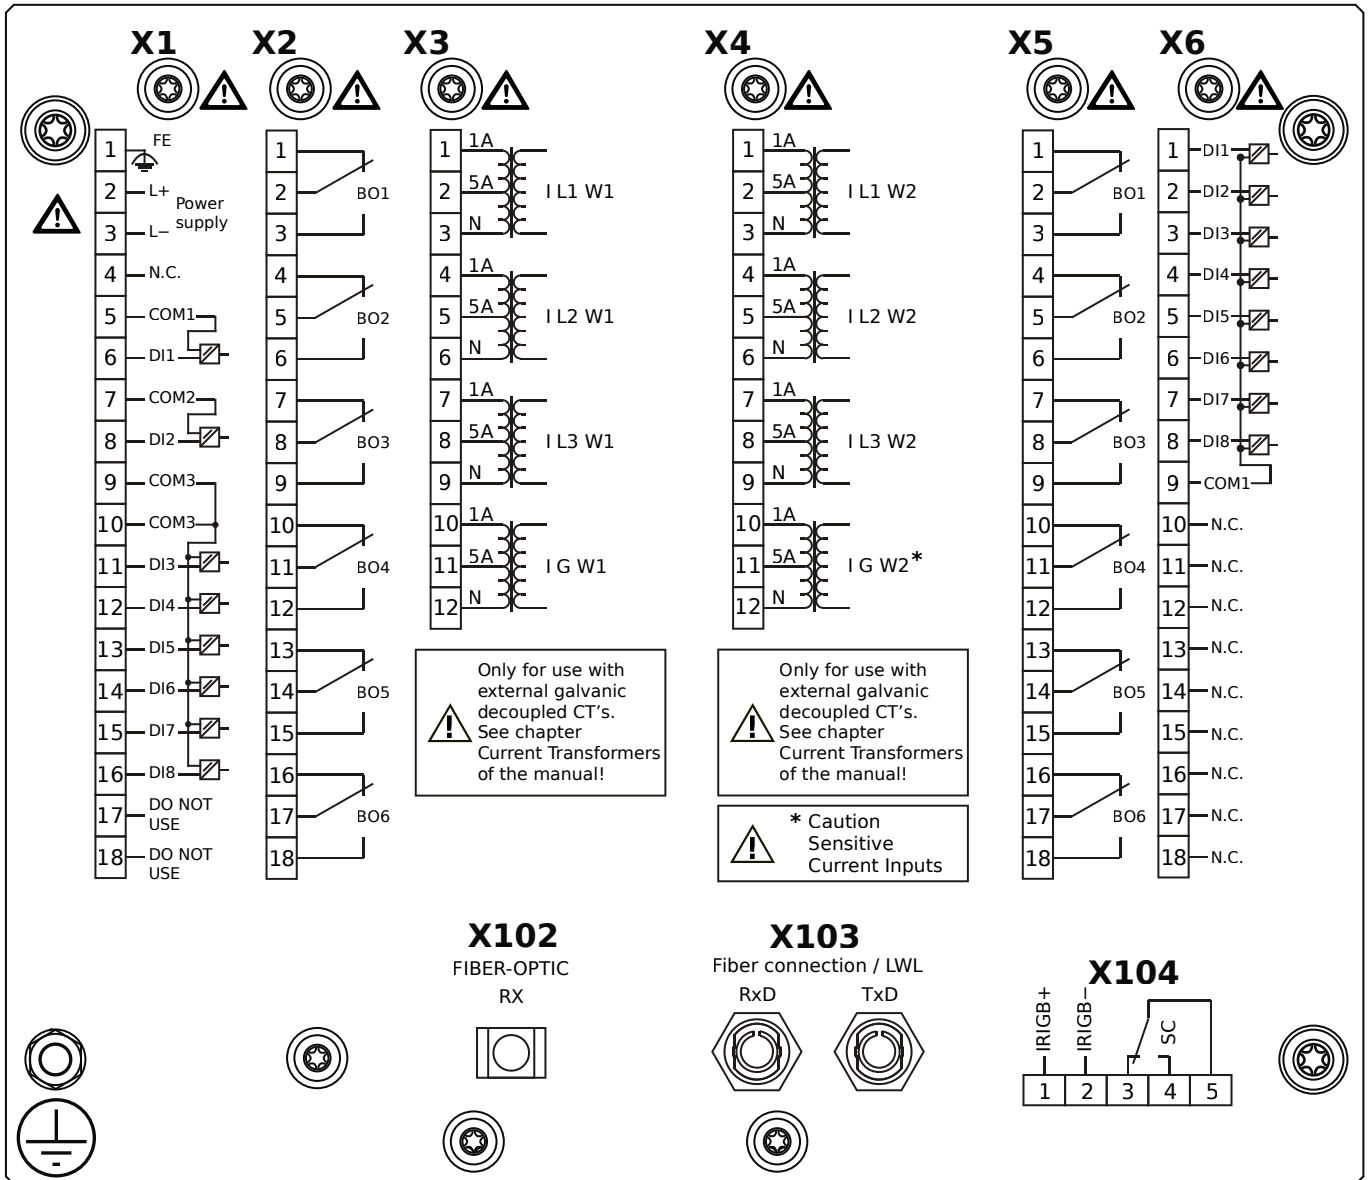 X1
1 FE
2 L+
Power
supply
3 L−
4 N.C.
5 COM1
6 DI1
7 COM2
8 DI2
9 COM3
10 COM3
11 DI3
12 DI4
13 DI5
14 DI6
15 DI7
16 DI8
17 DO NOT
USE
18 DO NOT
USE
X2
1
2 BO1
3
4
5 BO2
6
7
8 BO3
9
10
11 BO4
12
13
14 BO5
15
16
17 BO6
18
X3
1 1A
2 5A I L1 W1
3 N
4 1A
5 5A I L2 W1
6 N
7 1A
8 5A I L3 W1
9 N
10 1A
11 5A I G W1
12 N
Only for use with
external galvanic
decoupled CT's.
See chapter
Current Transformers
of the manual!
X4
1 1A
2 5A I L1 W2
3 N
4 1A
5 5A I L2 W2
6 N
7 1A
8 5A I L3 W2
9 N
10 1A
11 5A I G W2*
12 N
Only for use with
external galvanic
decoupled CT's.
See chapter
Current Transformers
of the manual!
* Caution
Sensitive
Current Inputs
X5
1
2 BO1
3
4
5 BO2
6
7
8 BO3
9
10
11 BO4
12
13
14 BO5
15
16
17 BO6
18
X6
1 DI1
2 DI2
3 DI3
4 DI4
5 DI5
6 DI6
7 DI7
8 DI8
9 COM1
10 N.C.
11 N.C.
12 N.C.
13 N.C.
14 N.C.
15 N.C.
16 N.C.
17 N.C.
18 N.C.
X102
FIBER-OPTIC
RX
X103
Fiber connection / LWL
RxD TxD
X104
IRIGB+
IRIGB−
SC
1 2 3 4 5